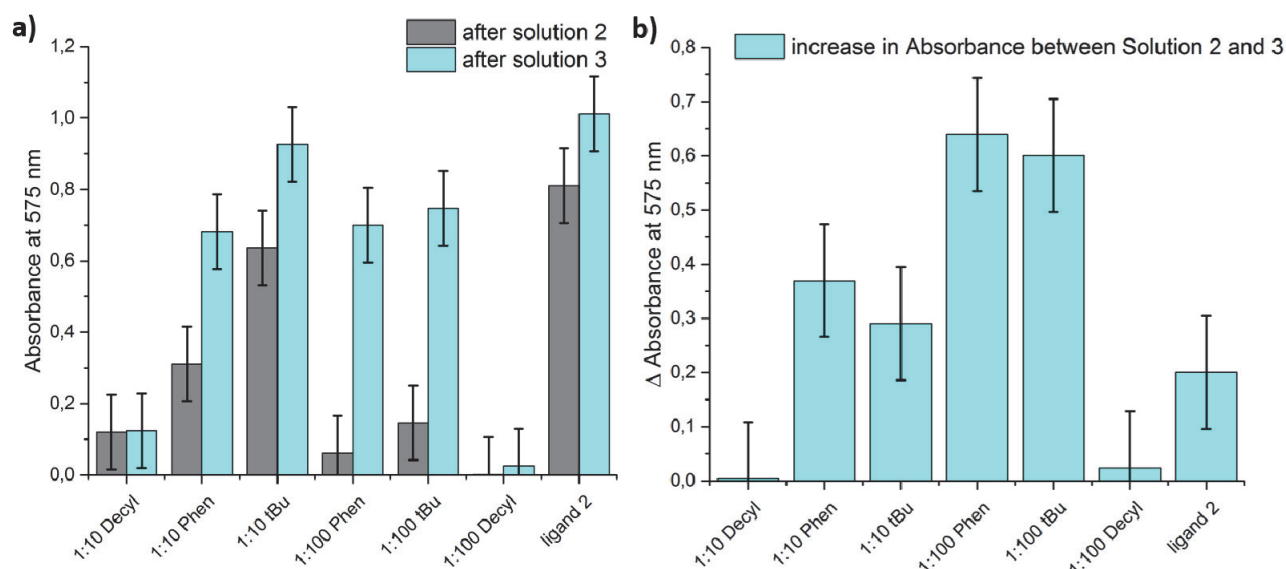 a)
after solution 2
after solution 3
Absorbance at 575 nm
1,2
1,0
0,8
0,6
0,4
0,2
0,0
1:10 Decyl
1:10 Phen
1:10 tBu
1:100 Phen
1:100 tBu
1:100 Decyl
ligand 2
b)
increase in Absorbance between Solution 2 and 3
Δ Absorbance at 575 nm
0,8
0,7
0,6
0,5
0,4
0,3
0,2
0,1
0,0
1:10 Decyl
1:10 Phen
1:10 tBu
1:100 Phen
1:100 tBu
1:100 Decyl
ligand 2